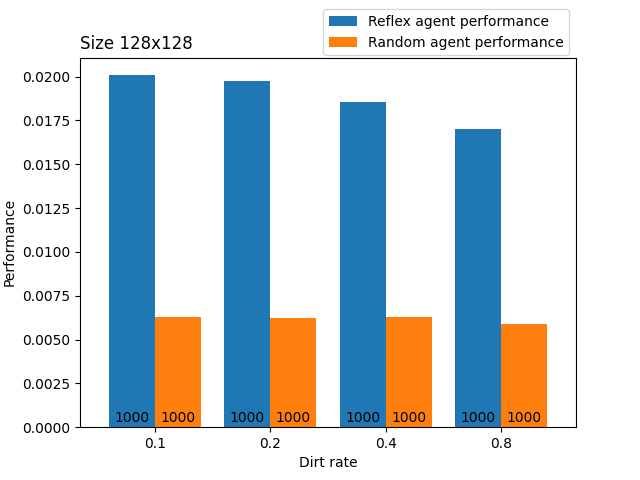 Size 128x128
Reflex agent performance
Random agent performance
Performance
0.0200
0.0175
0.0150
0.0125
0.0100
0.0075
0.0050
0.0025
0.0000
1000 1000 1000 1000 1000 1000 1000 1000
0.1 0.2 0.4 0.8
Dirt rate